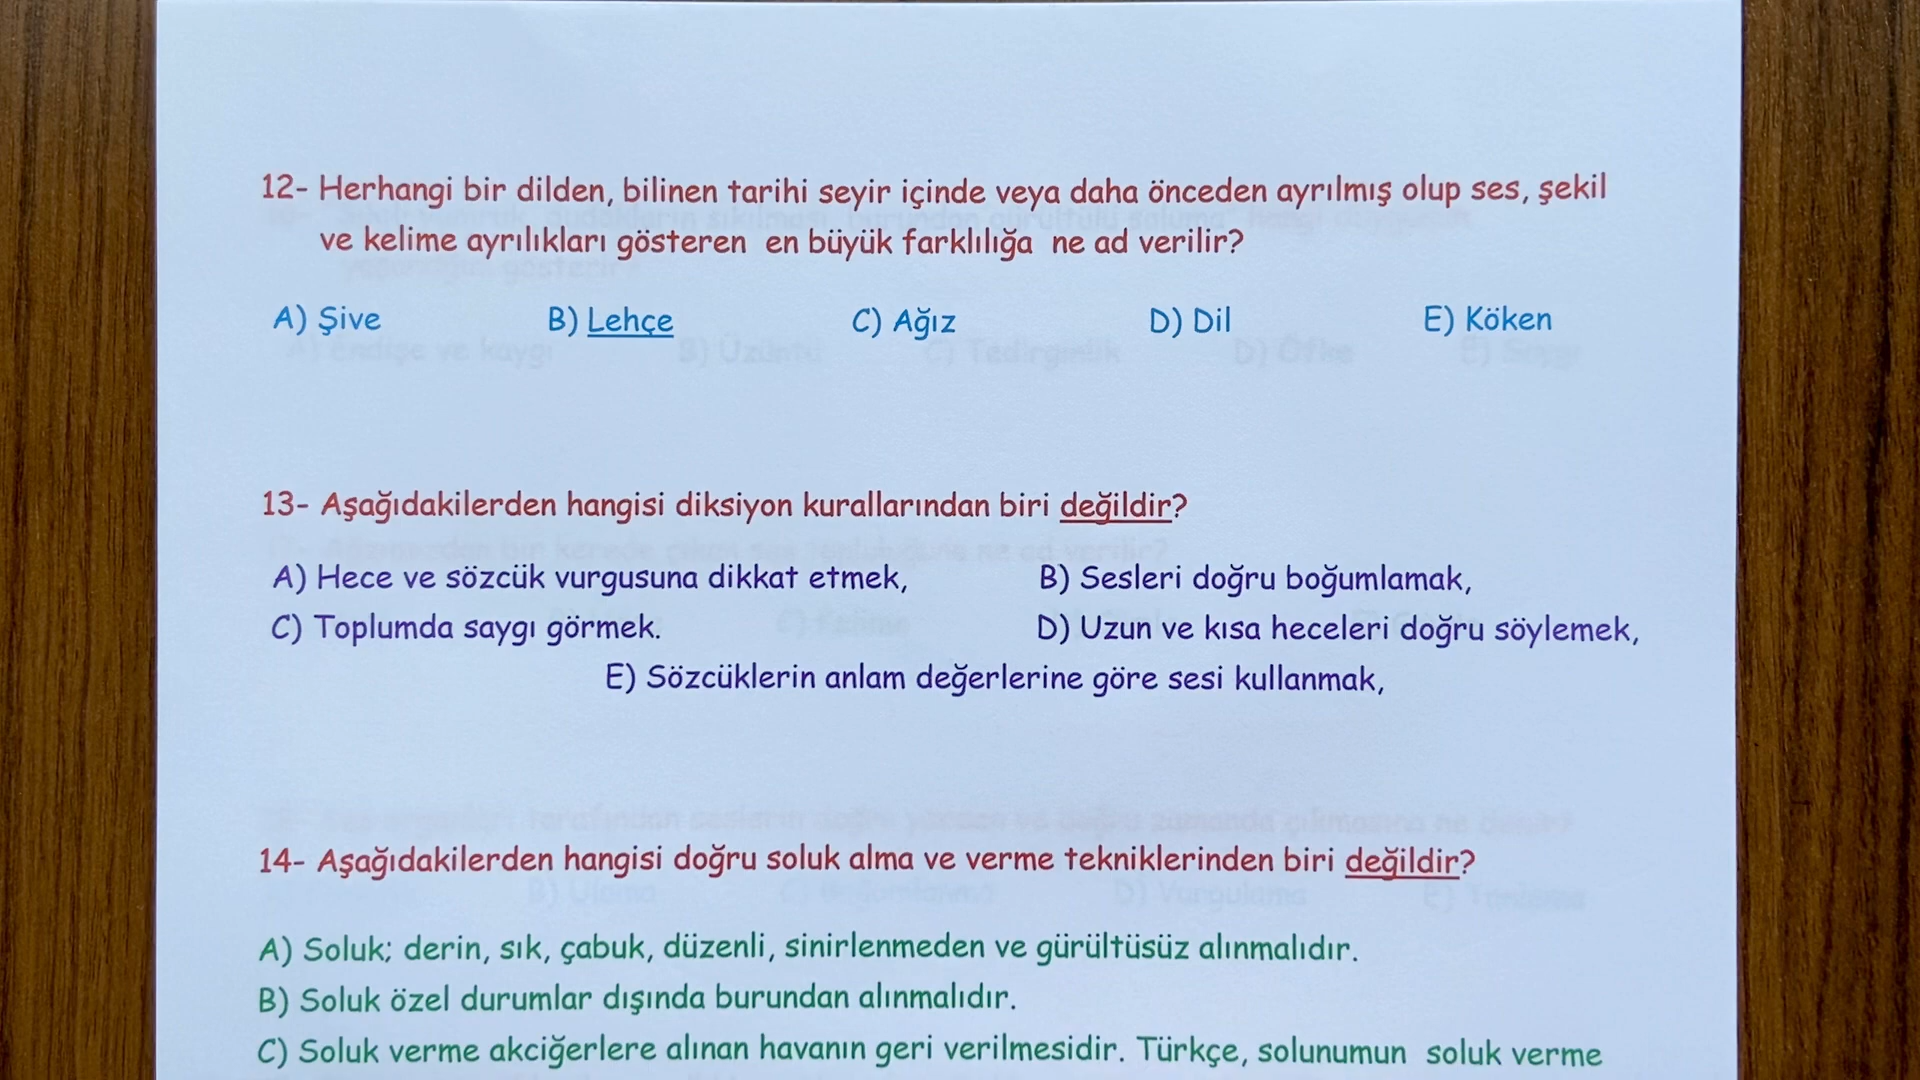 12- Herhangi bir dilden, bilinen tarihi seyir içinde veya daha önceden ayrılmış olup ses, şekil
ve kelime ayrılıkları gösteren en büyük farklılığa ne ad verilir?
A) Şive B) Lehçe C) Ağız D) Dil E) Köken
13- Aşağıdakilerden hangisi diksiyon kurallarından biri değildir?
A) Hece ve sözcük vurgusuna dikkat etmek, B) Sesleri doğru boğumlamak,
C) Toplumda saygı görmek. D) Uzun ve kısa heceleri doğru söylemek,
E) Sözcüklerin anlam değerlerine göre sesi kullanmak,
14- Aşağıdakilerden hangisi doğru soluk alma ve verme tekniklerinden biri değildir?
A) Soluk; derin, sık, çabuk, düzenli, sinirlenmeden ve gürültüsüz alınmalıdır.
B) Soluk özel durumlar dışında burundan alınmalıdır.
C) Soluk verme akciğerlere alınan havanın geri verilmesidir. Türkçe, solunumun soluk verme